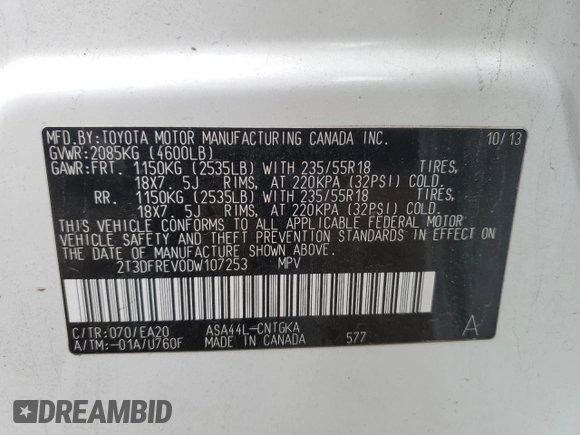 MFD.BY:TOYOTA MOTOR MANUFACTURING CANADA INC. 10/13
GVWR:2085KG (4600LB)
GAWR:FRT. 1150KG (2535LB) WITH 235/55R18 TIRES,
18X7. 5J RIMS, AT 220KPA (32PSI) COLD
RR. 1150KG (2535LB) WITH 235/55R18 TIRES,
18X7. 5J RIMS, AT 220KPA (32PSI) COLD.
THIS VEHICLE CONFORMS TO ALL APPLICABLE FEDERAL MOTOR
VEHICLE SAFETY AND THEFT PREVENTION STANDARDS IN EFFECT ON
THE DATE OF MANUFACTURE SHOWN ABOVE.
2T3DFREV0DW107253 MPV
C/TR:070/EA20 ASA44L-CNTGKA A
A/TM:-01A/U760F MADE IN CANADA 577
DREAMBID